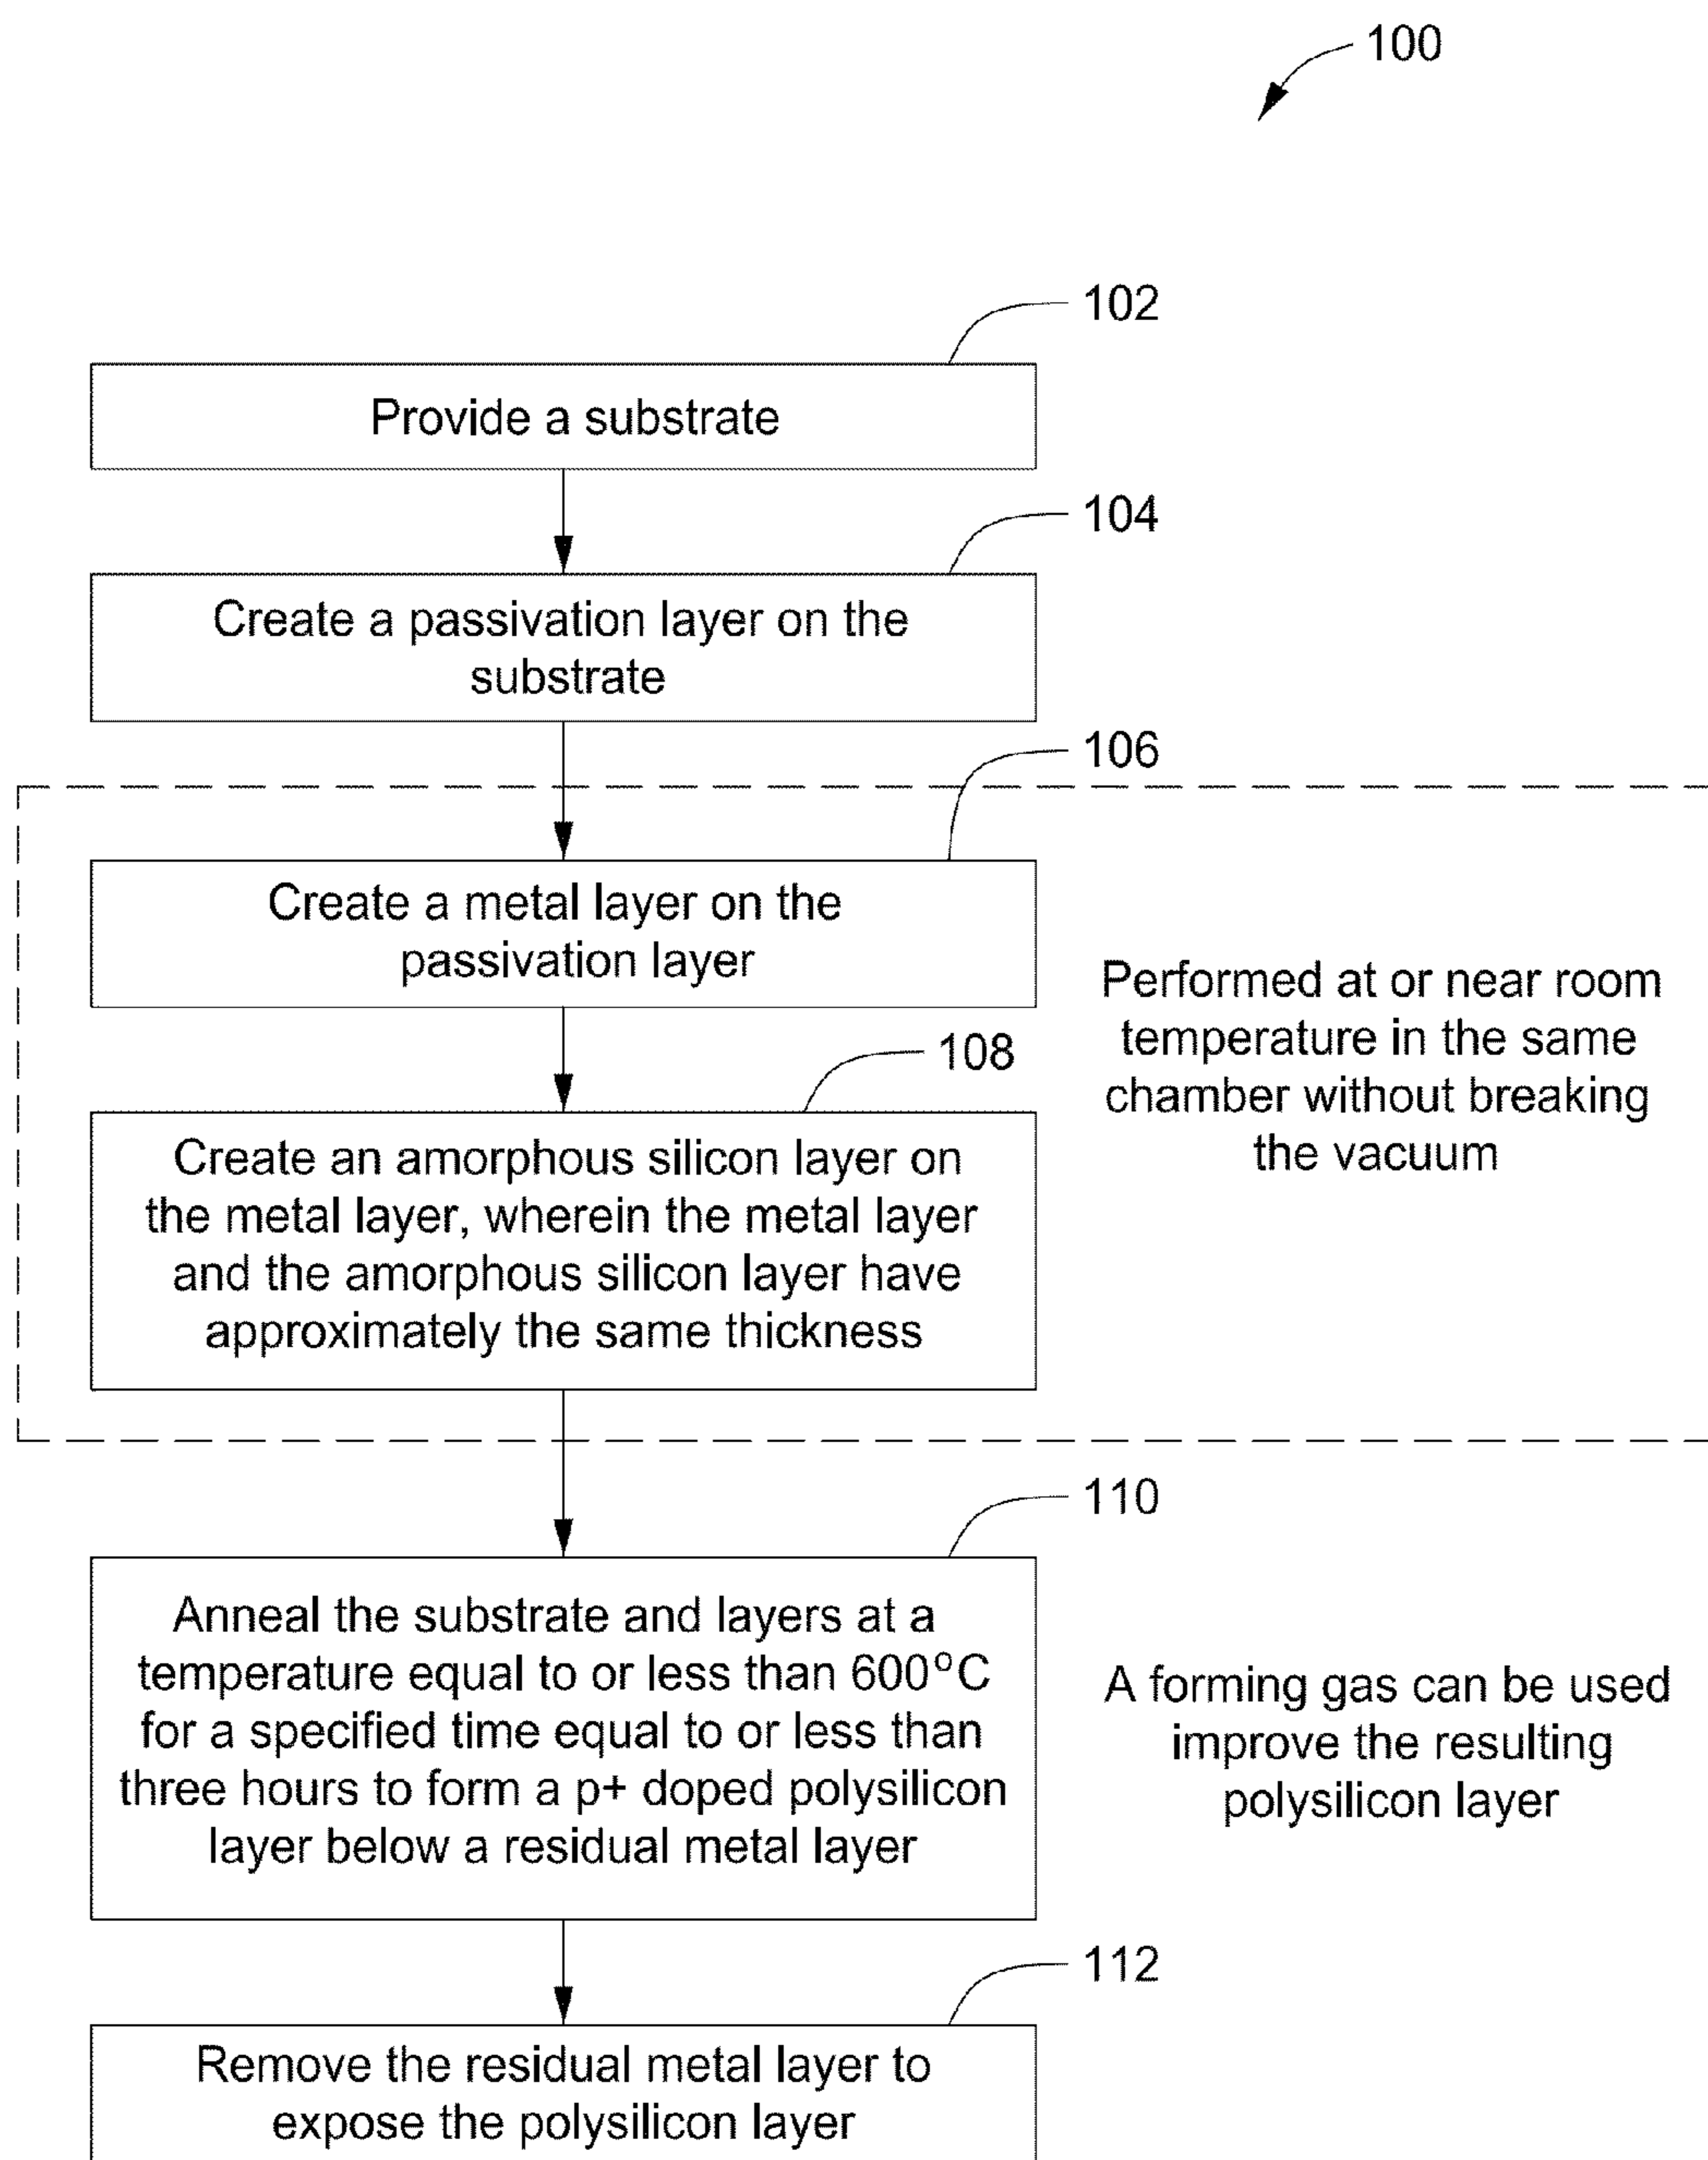 100
102
Provide a substrate
104
Create a passivation layer on the
substrate
106
Create a metal layer on the
passivation layer
Performed at or near room
temperature in the same
chamber without breaking
the vacuum
108
Create an amorphous silicon layer on
the metal layer, wherein the metal layer
and the amorphous silicon layer have
approximately the same thickness
110
Anneal the substrate and layers at a
temperature equal to or less than 600°C
for a specified time equal to or less than
three hours to form a p+ doped polysilicon
layer below a residual metal layer
A forming gas can be used
improve the resulting
polysilicon layer
112
Remove the residual metal layer to
expose the polysilicon layer